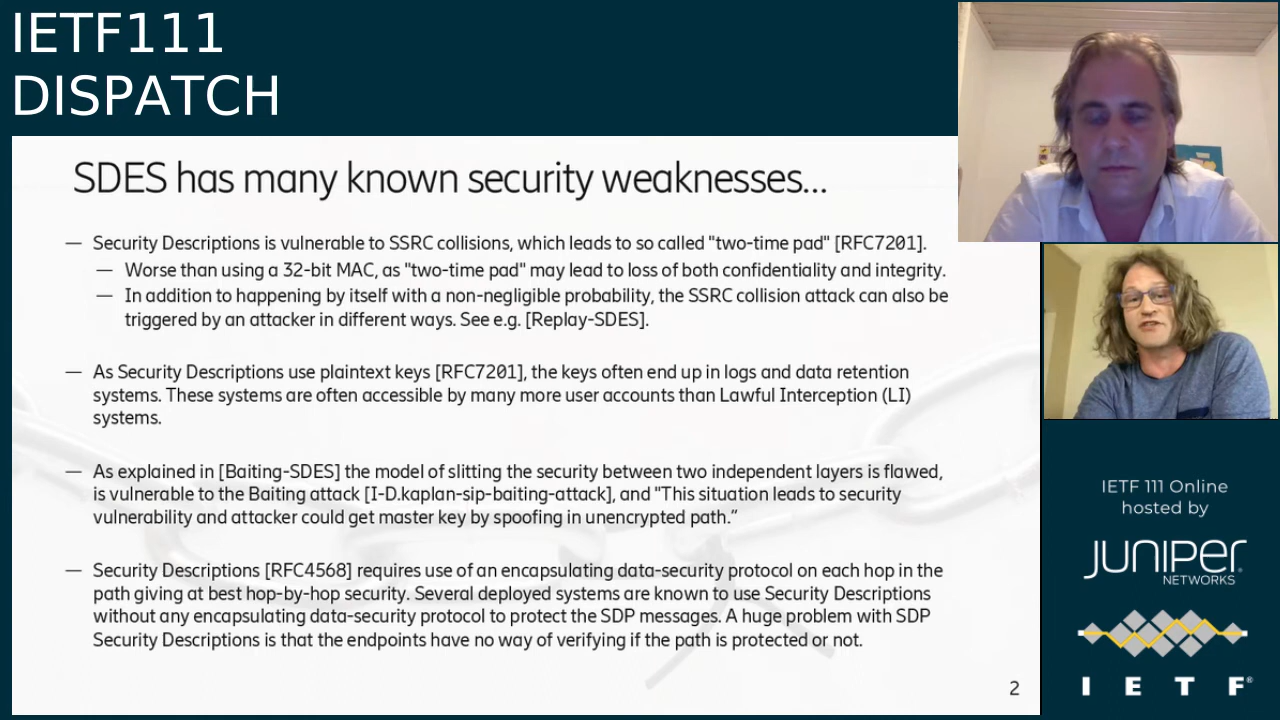 IETF111
DISPATCH
SDES has many known security weaknesses...
— Security Descriptions is vulnerable to SSRC collisions, which leads to so called "two-time pad" [RFC7201].
— Worse than using a 32-bit MAC, as "two-time pad" may lead to loss of both confidentiality and integrity.
— In addition to happening by itself with a non-negligible probability, the SSRC collision attack can also be
triggered by an attacker in different ways. See e.g. [Replay-SDES].
— As Security Descriptions use plaintext keys [RFC7201], the keys often end up in logs and data retention
systems. These systems are often accessible by many more user accounts than Lawful Interception (LI)
systems.
— As explained in [Baiting-SDES] the model of slitting the security between two independent layers is flawed,
is vulnerable to the Baiting attack [I-D.kaplan-sip-baiting-attack], and "This situation leads to security
vulnerability and attacker could get master key by spoofing in unencrypted path.”
— Security Descriptions [RFC4568] requires use of an encapsulating data-security protocol on each hop in the
path giving at best hop-by-hop security. Several deployed systems are known to use Security Descriptions
without any encapsulating data-security protocol to protect the SDP messages. A huge problem with SDP
Security Descriptions is that the endpoints have no way of verifying if the path is protected or not.
2
IETF 111 Online
hosted by
JUNIPER
NETWORKS
I E T F®